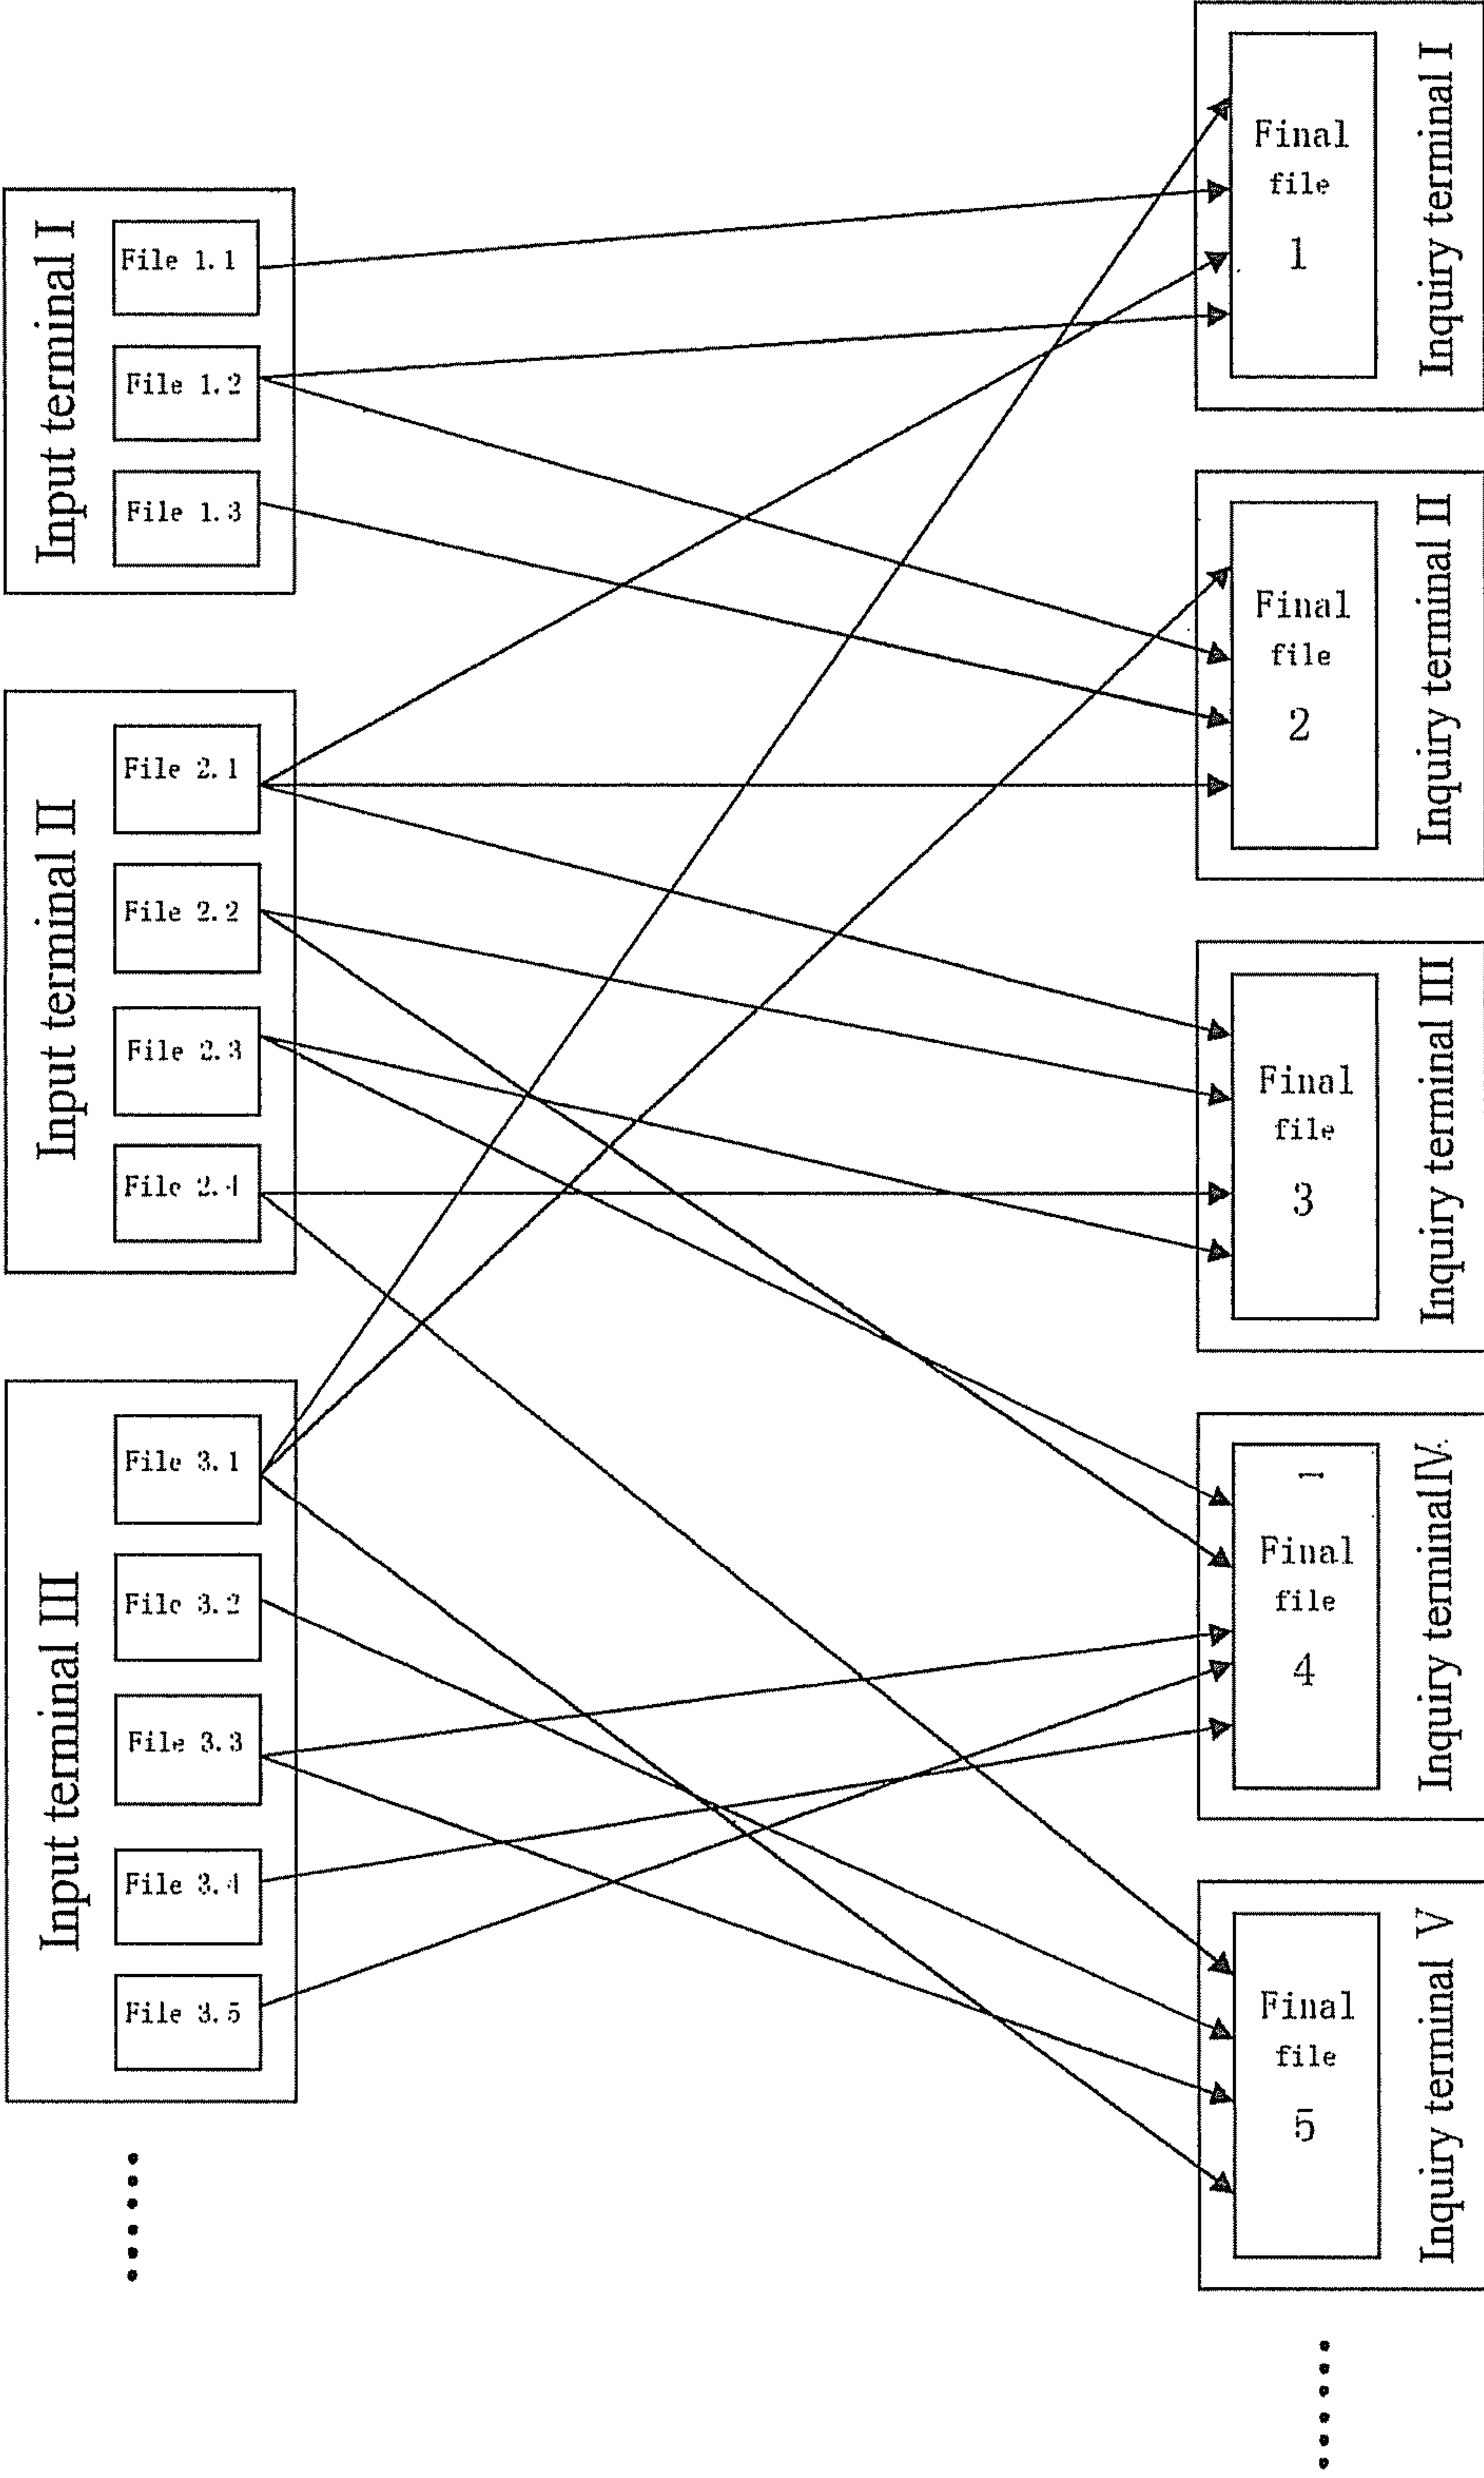 Input terminal I
File 1.1
File 1.2
File 1.3
Input terminal II
File 2.1
File 2.2
File 2.3
File 2.4
Input terminal III
File 3.1
File 3.2
File 3.3
File 3.4
File 3.5
......
Final
file
1
Inquiry terminal I
Final
file
2
Inquiry terminal II
Final
file
3
Inquiry terminal III
Final
file
4
Inquiry terminal IV
Final
file
5
Inquiry terminal V
......